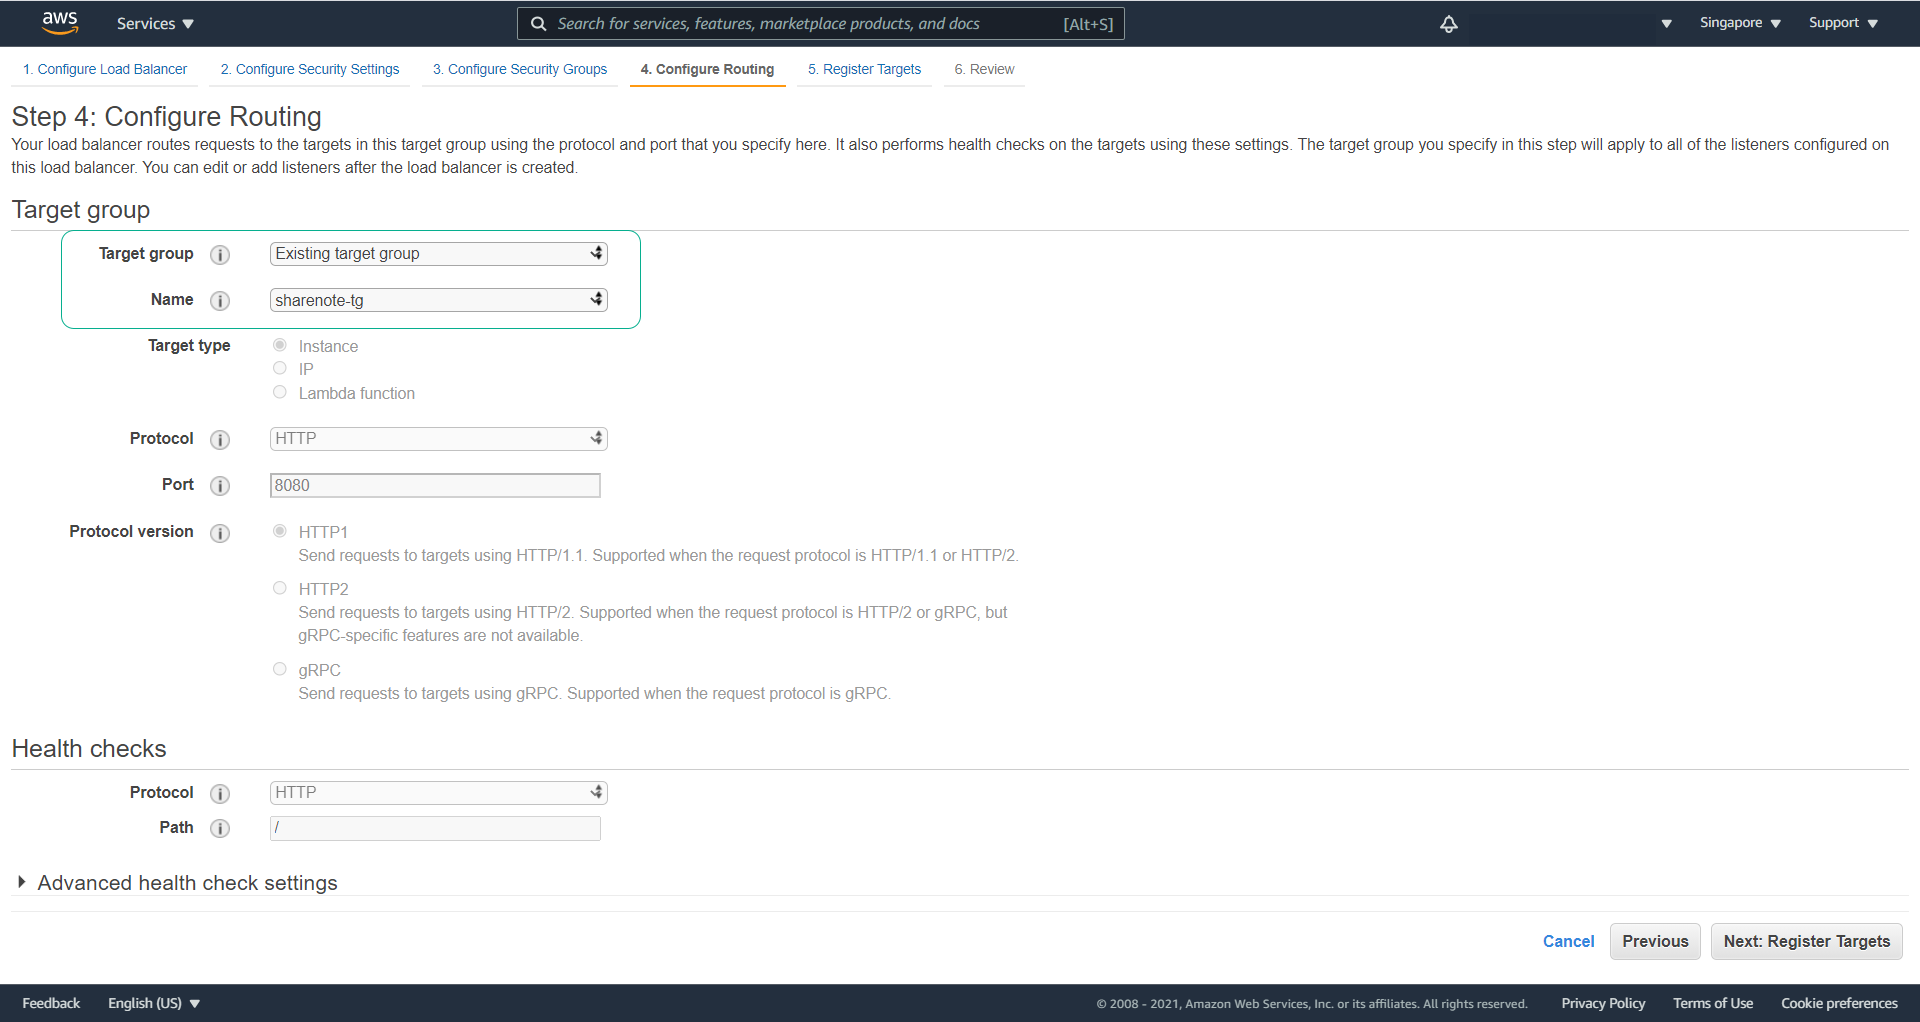 aws
Services
Search for services, features, marketplace products, and docs
[Alt+S]
Singapore
Support
1. Configure Load Balancer
2. Configure Security Settings
3. Configure Security Groups
4. Configure Routing
5. Register Targets
6. Review
Step 4: Configure Routing
Your load balancer routes requests to the targets in this target group using the protocol and port that you specify here. It also performs health checks on the targets using these settings. The target group you specify in this step will apply to all of the listeners configured on
this load balancer. You can edit or add listeners after the load balancer is created.
Target group
Target group
Existing target group
Name
sharenote-tg
Target type
Instance
IP
Lambda function
Protocol
HTTP
Port
8080
Protocol version
HTTP1
Send requests to targets using HTTP/1.1. Supported when the request protocol is HTTP/1.1 or HTTP/2.
HTTP2
Send requests to targets using HTTP/2. Supported when the request protocol is HTTP/2 or gRPC, but
gRPC-specific features are not available.
gRPC
Send requests to targets using gRPC. Supported when the request protocol is gRPC.
Health checks
Protocol
HTTP
Path
/
Advanced health check settings
Cancel
Previous
Next: Register Targets
Feedback
English (US)
© 2008 - 2021, Amazon Web Services, Inc. or its affiliates. All rights reserved.
Privacy Policy
Terms of Use
Cookie preferences